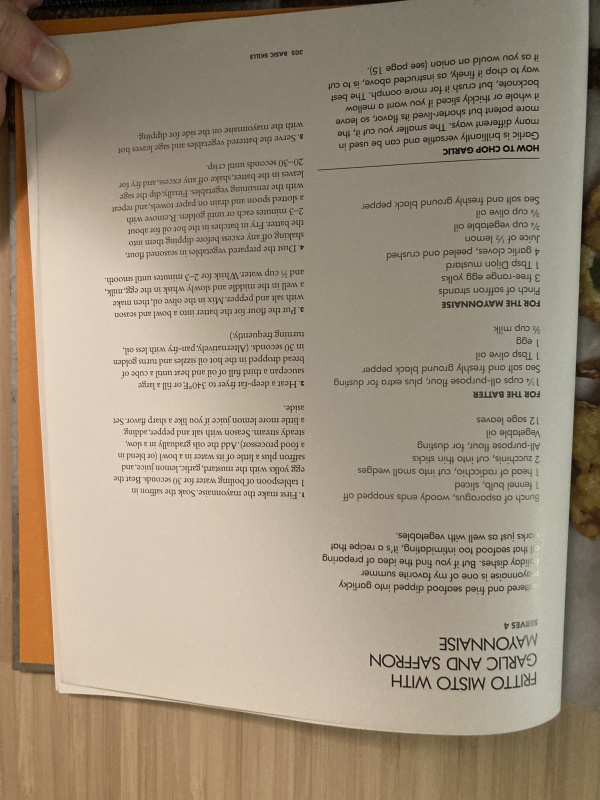 FRITTO MISTO WITH
GARLIC AND SAFFRON
MAYONNAISE
SERVES 4
and fried seafood dipped into garlicky
mayonnaise is one of my favorite summer
holiday dishes. But if you find the idea of preparing
all that seafood too intimidating, it's a recipe that
works just as well with vegetables.
Bunch of asparagus, woody ends snapped off
1 fennel bulb, sliced
1 head of radicchio, cut into small wedges
2 zucchinis, cut into thin sticks
All-purpose flour, for dusting
Vegetable oil
12 sage leaves
FOR THE BATTER
1¼ cups all-purpose flour, plus extra for dusting
Sea salt and freshly ground black pepper
1 Tbsp olive oil
1 egg
⅔ cup milk
FOR THE MAYONNAISE
Pinch of saffron strands
3 free-range egg yolks
1 Tbsp Dijon mustard
4 garlic cloves, peeled and crushed
Juice of ½ lemon
¾ cup vegetable oil
¾ cup olive oil
Sea salt and freshly ground black pepper
HOW TO CHOP GARLIC
Garlic is brilliantly versatile and can be used in
many different ways. The smaller you cut it, the
more potent but shorter-lived its flavor, so leave
it whole or thickly sliced if you want a mellow
backnote, but crush it for more oomph. The best
way to chop it finely, as instructed above, is to cut
it as you would an onion (see page 15).
1. First make the mayonnaise. Soak the saffron in
1 tablespoon of boiling water for 30 seconds. Beat the
egg yolks with the mustard, garlic, lemon juice, and
saffron plus a little of its water in a bowl (or blend in
a food processor). Add the oils gradually in a slow,
steady stream. Season with salt and pepper, adding
a little more lemon juice if you like a sharp flavor. Set
aside.
2. Heat a deep-fat fryer to 340°F or fill a large
saucepan a third full of oil and heat until a cube of
bread dropped in the hot oil sizzles and turns golden
in 30 seconds. (Alternatively, pan-fry with less oil,
turning frequently.)
3. Put the flour for the batter into a bowl and season
with salt and pepper. Mix in the olive oil, then make
a well in the middle and slowly whisk in the egg, milk,
and ⅔ cup water. Whisk for 2–3 minutes until smooth.
4. Dust the prepared vegetables in seasoned flour,
shaking off any excess before dipping them into
the batter. Fry in batches in the hot oil for about
2–3 minutes each or until golden. Remove with
a slotted spoon and drain on paper towels, and repeat
with the remaining vegetables. Finally, dip the sage
leaves in the batter, shake off any excess, and fry for
20–30 seconds until crisp.
5. Serve the battered vegetables and sage leaves hot
with the mayonnaise on the side for dipping.
205 BASIC SKILLS